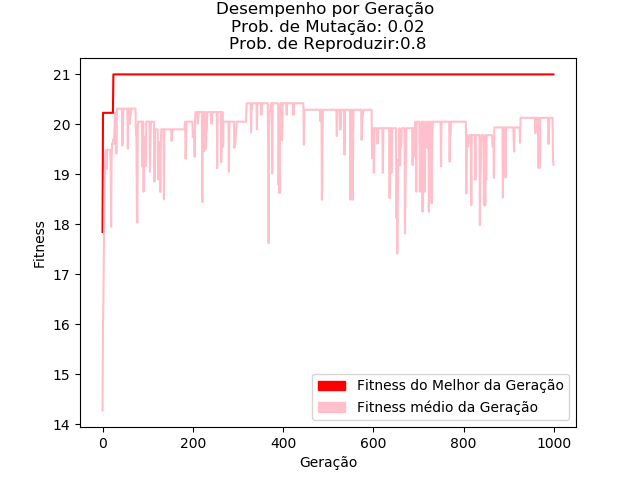 Desempenho por Geração
Prob. de Mutação: 0.02
Prob. de Reproduzir:0.8
21
20
19
18
17
16
15
14
Fitness
Fitness do Melhor da Geração
Fitness médio da Geração
0
200
400
600
800
1000
Geração